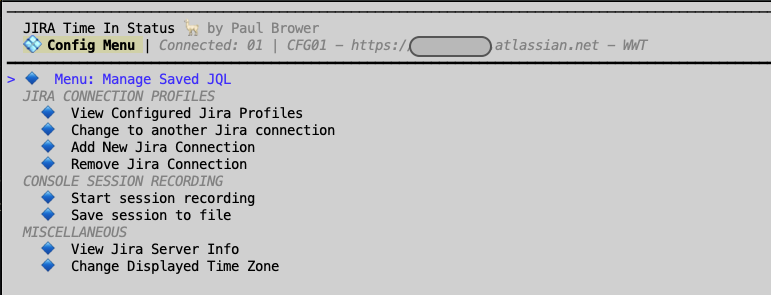 JIRA Time In Status 🦙 by Paul Brower
💠 Config Menu | Connected: 01 | CFG01 – https:/ .atlassian.net – WWT
> 🔷 Menu: Manage Saved JQL
JIRA CONNECTION PROFILES
🔷 View Configured Jira Profiles
🔷 Change to another Jira connection
🔷 Add New Jira Connection
🔷 Remove Jira Connection
CONSOLE SESSION RECORDING
🔷 Start session recording
🔷 Save session to file
MISCELLANEOUS
🔷 View Jira Server Info
🔷 Change Displayed Time Zone